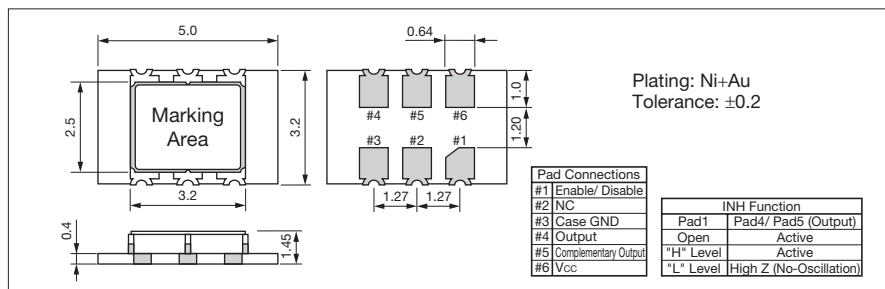 5.0
0.64
Marking
Area
2.5
3.2
3.2
#4 #5 #6
#3 #2 #1
1.0
1.20
1.27 1.27
0.4
1.45
Plating: Ni+Au
Tolerance: ±0.2
Pad Connections
#1 Enable/ Disable
#2 NC
#3 Case GND
#4 Output
#5 Complementary Output
#6 Vcc
INH Function
Pad1 Pad4/ Pad5 (Output)
Open Active
"H" Level Active
"L" Level High Z (No-Oscillation)